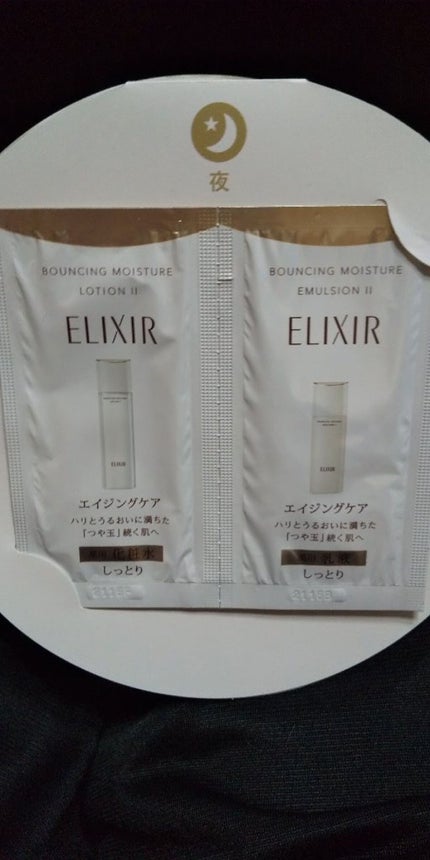 夜
BOUNCING MOISTURE
LOTION II
ELIXIR
ELIXIR
エイジングケア
ハリとうるおいに満ちた
「つや玉」続く肌へ
薬用 化粧水
しっとり
BOUNCING MOISTURE
EMULSION II
ELIXIR
ELIXIR
エイジングケア
ハリとうるおいに満ちた
「つや玉」続く肌へ
薬用 乳液
しっとり